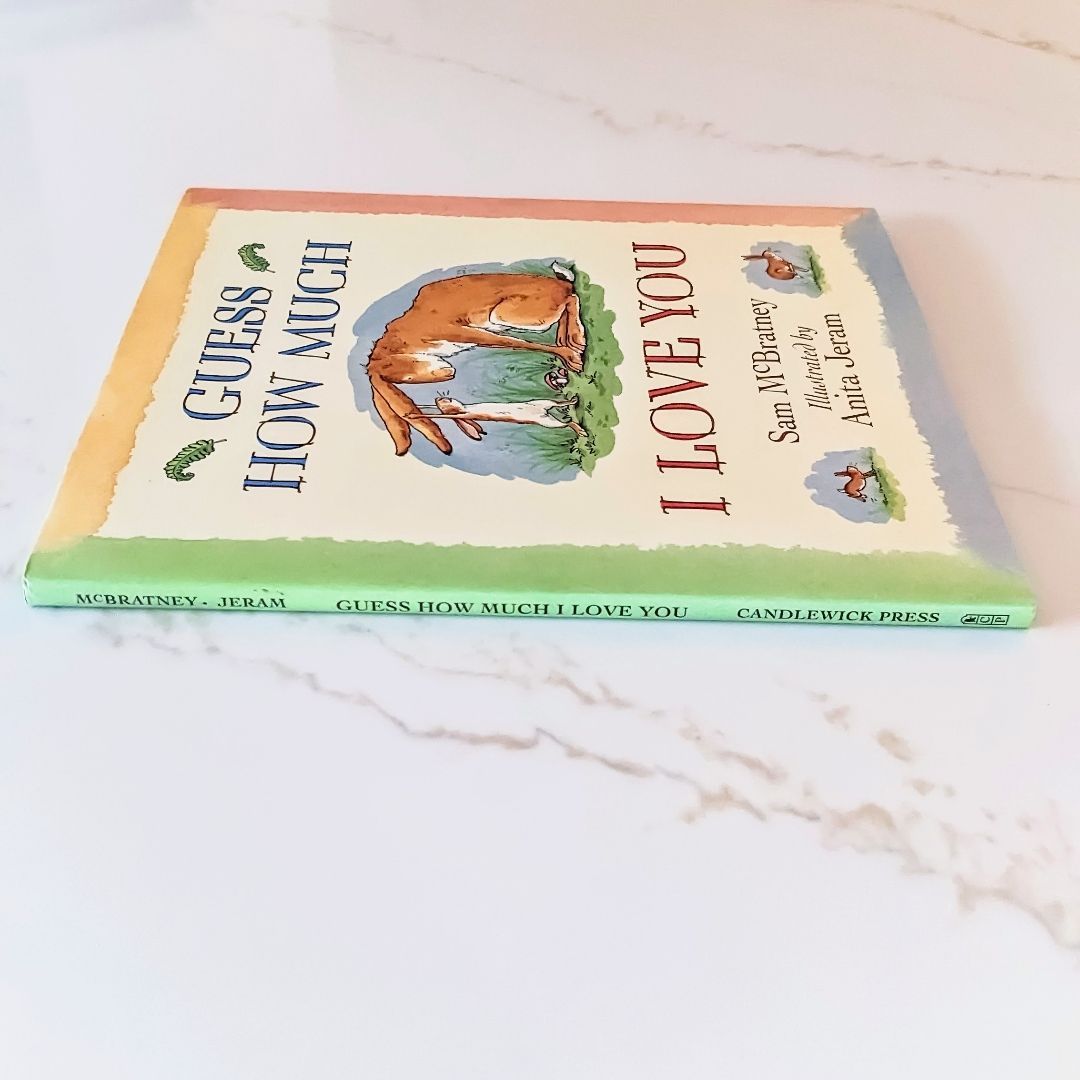 GUESS
HOW MUCH
I LOVE YOU
Sam McBratney
Illustrated by
Anita Jeram
McBRATNEY • JERAM GUESS HOW MUCH I LOVE YOU CANDLEWICK PRESS CP